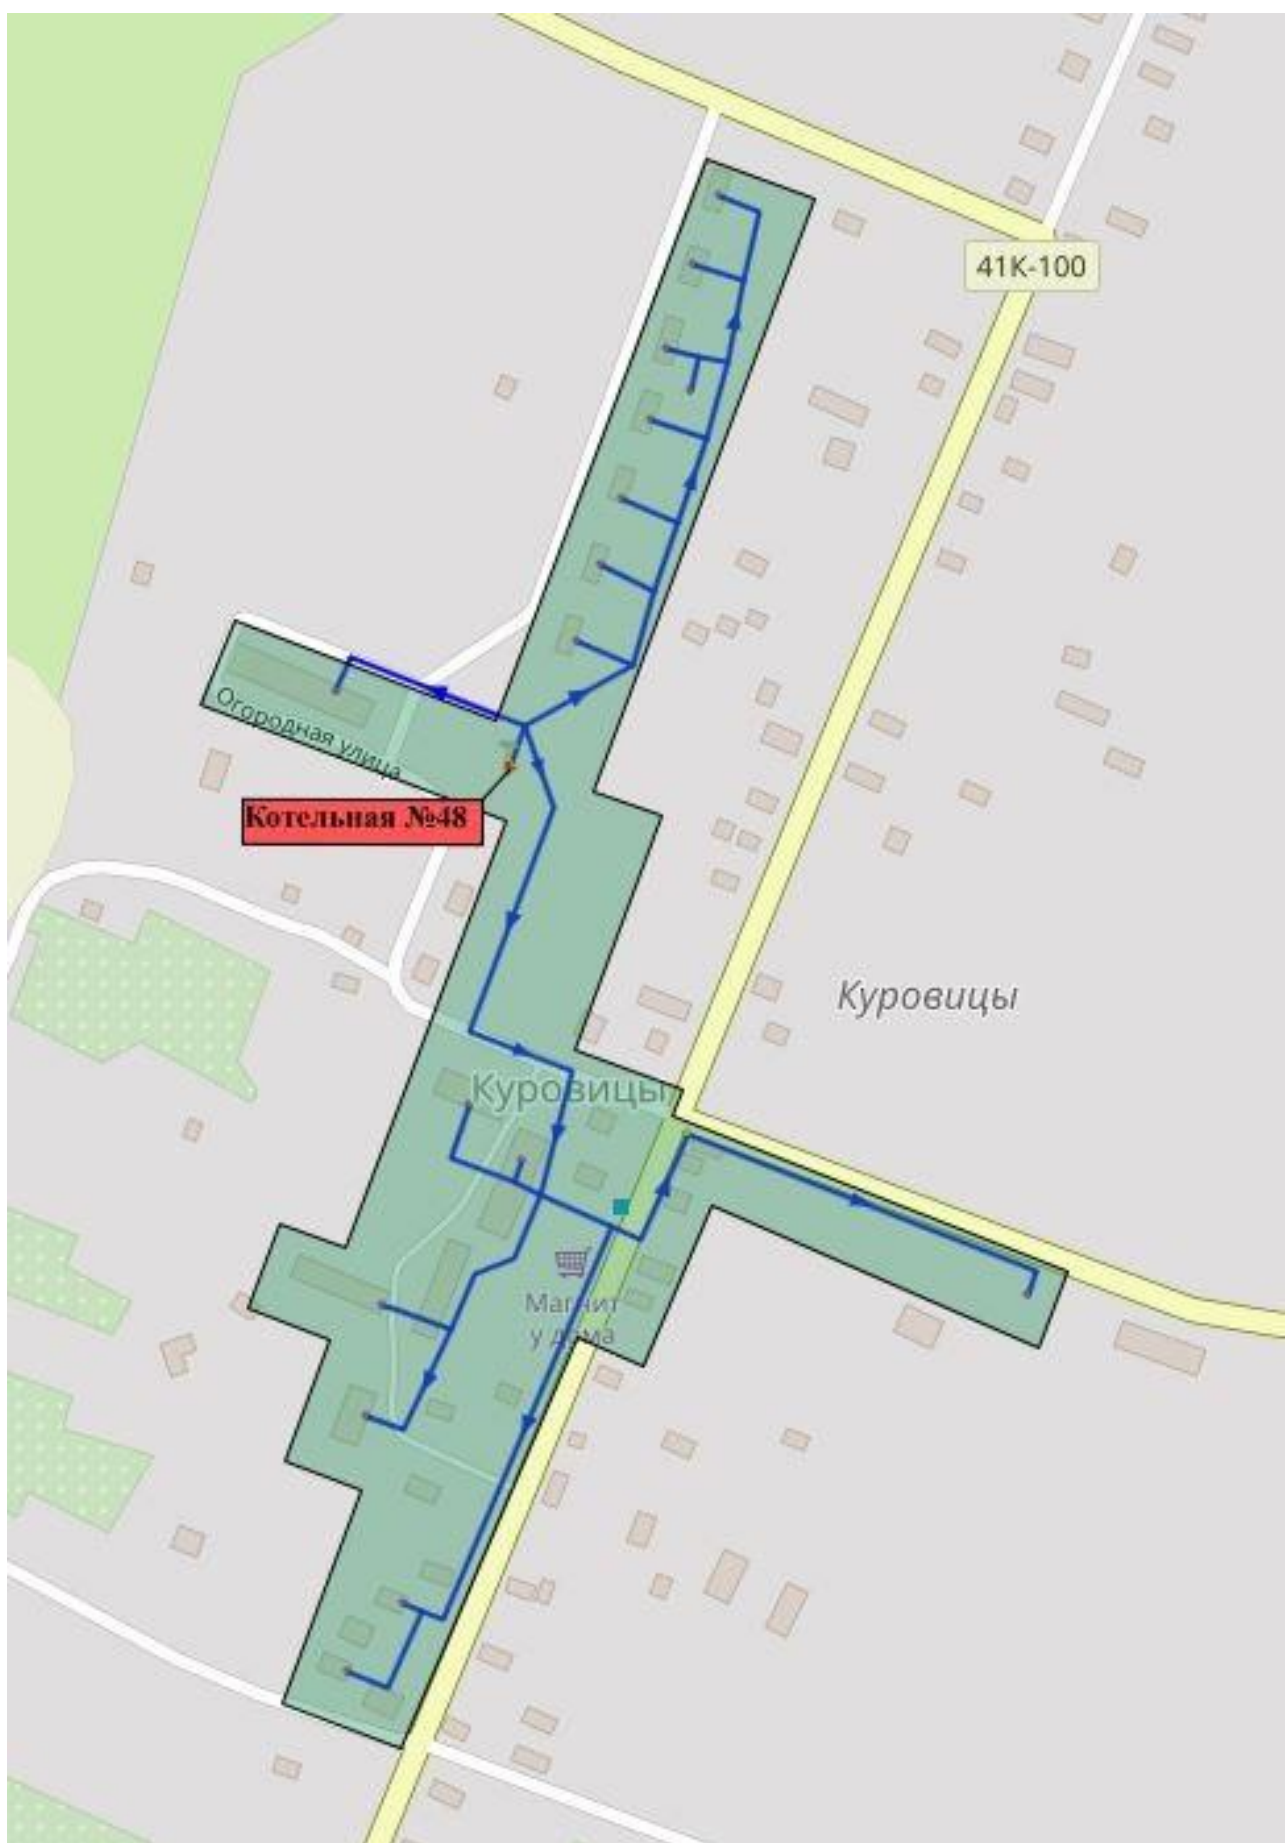 41К-100
Огородная улица
Котельная №48
Куровицы
Куровицы
Магнит
у дома